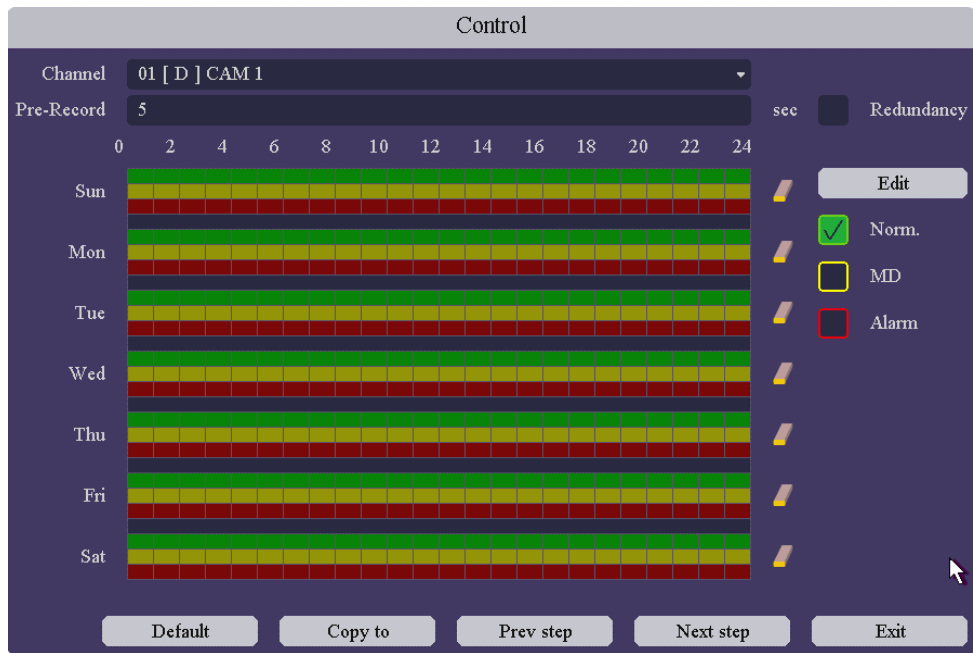 Control
Channel 01 [ D ] CAM 1
Pre-Record 5 sec Redundancy
0 2 4 6 8 10 12 14 16 18 20 22 24
Sun Edit
Norm.
Mon
MD
Tue
Alarm
Wed
Thu
Fri
Sat
Default Copy to Prev step Next step Exit